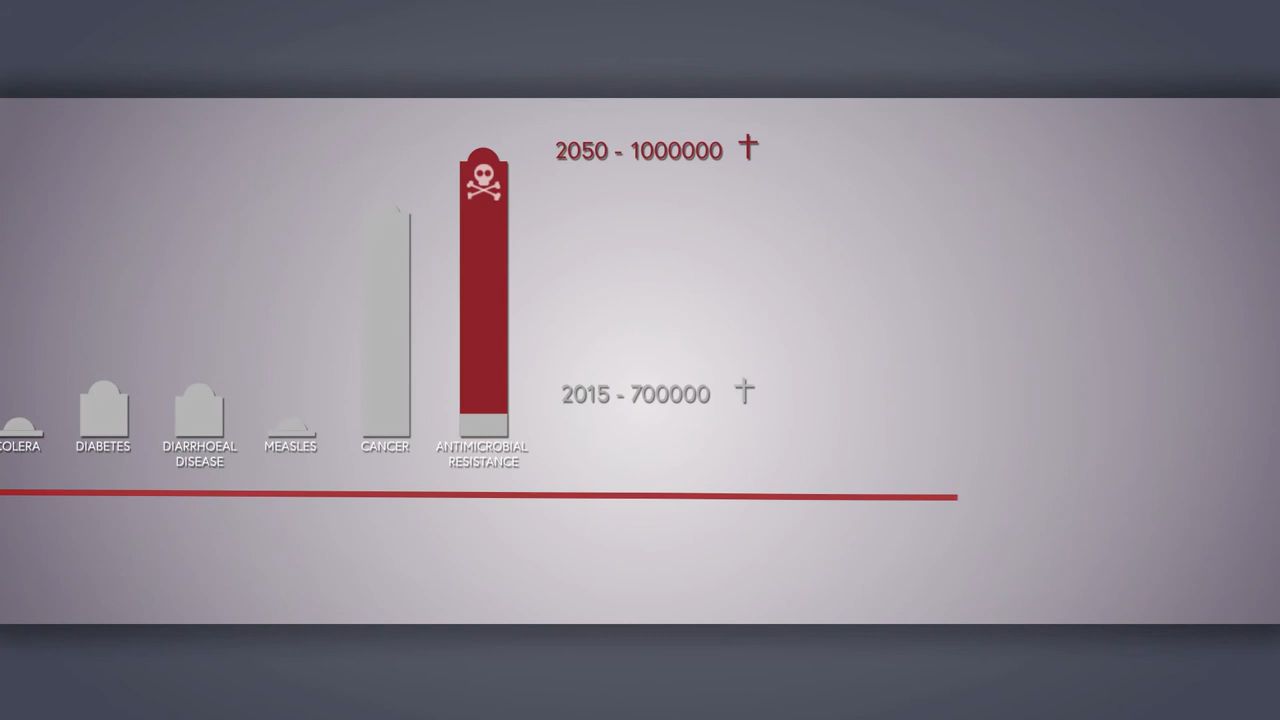 2050 - 1000000
2015 - 700000
COLERA
DIABETES
DIARRHOEAL
DISEASE
MEASLES
CANCER
ANTIMICROBIAL
RESISTANCE